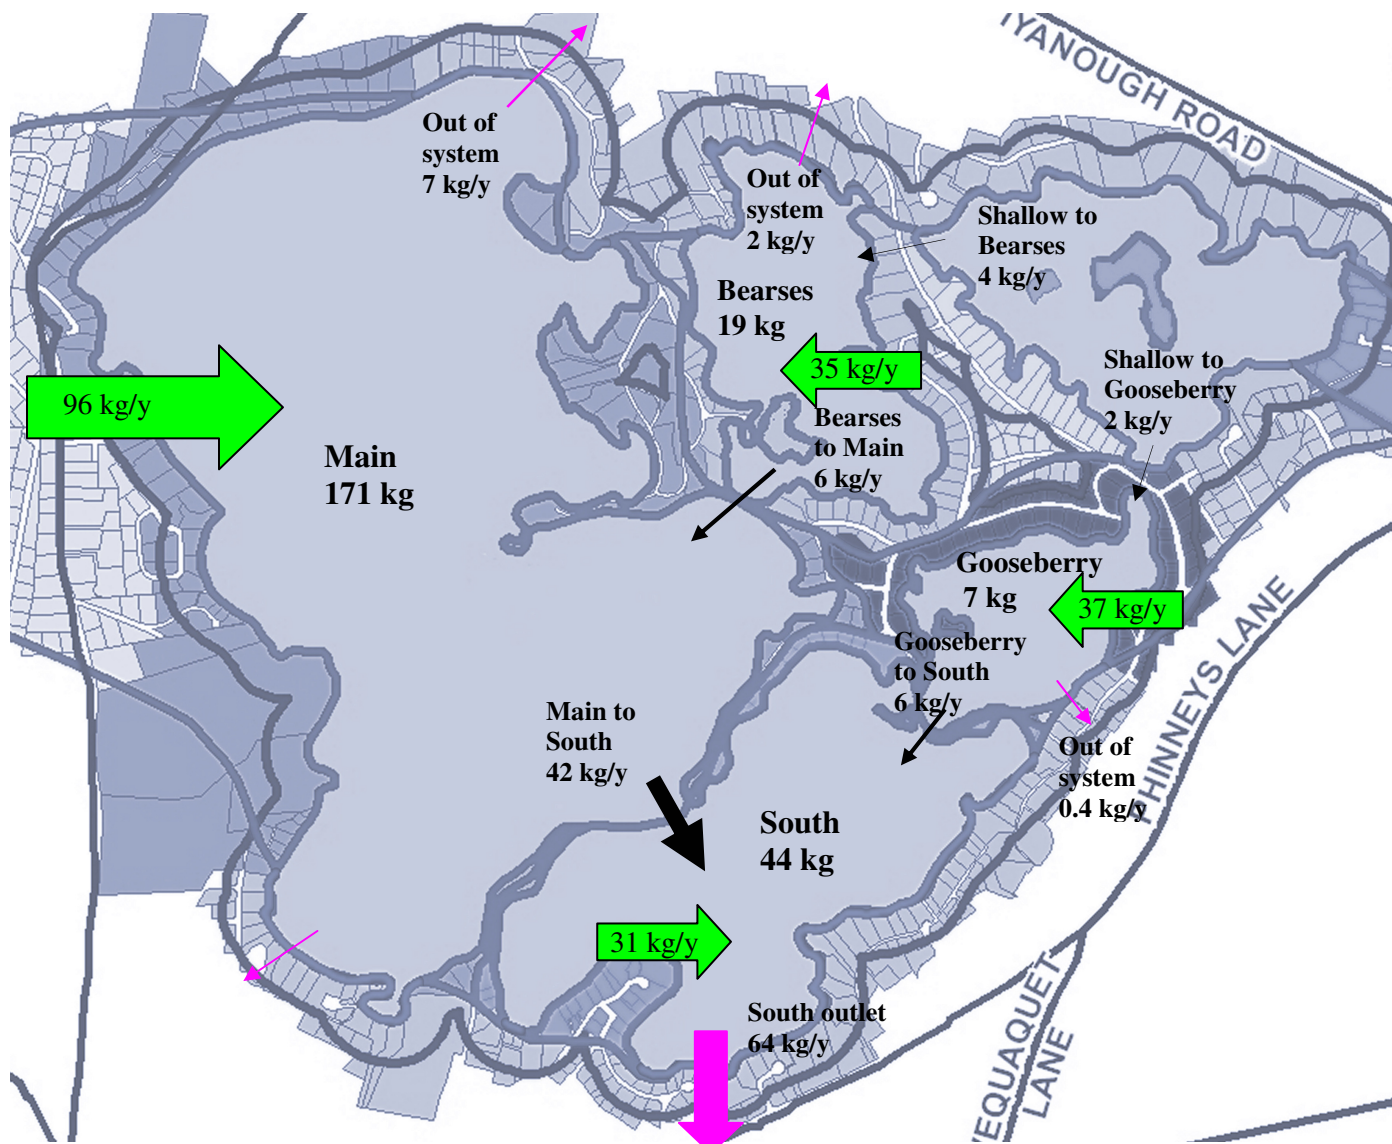 IYANOUGH ROAD
Out of
system
7 kg/y
Out of
system
2 kg/y
Shallow to
Bearses
4 kg/y
Bearses
19 kg
35 kg/y
Shallow to
Gooseberry
2 kg/y
96 kg/y
Bearses
to Main
6 kg/y
Main
171 kg
Gooseberry
7 kg
37 kg/y
Gooseberry
to South
6 kg/y
Main to
South
42 kg/y
Out of
system
0.4 kg/y
PHINNEYS LANE
South
44 kg
31 kg/y
South outlet
64 kg/y
WEQUAQUET
LANE